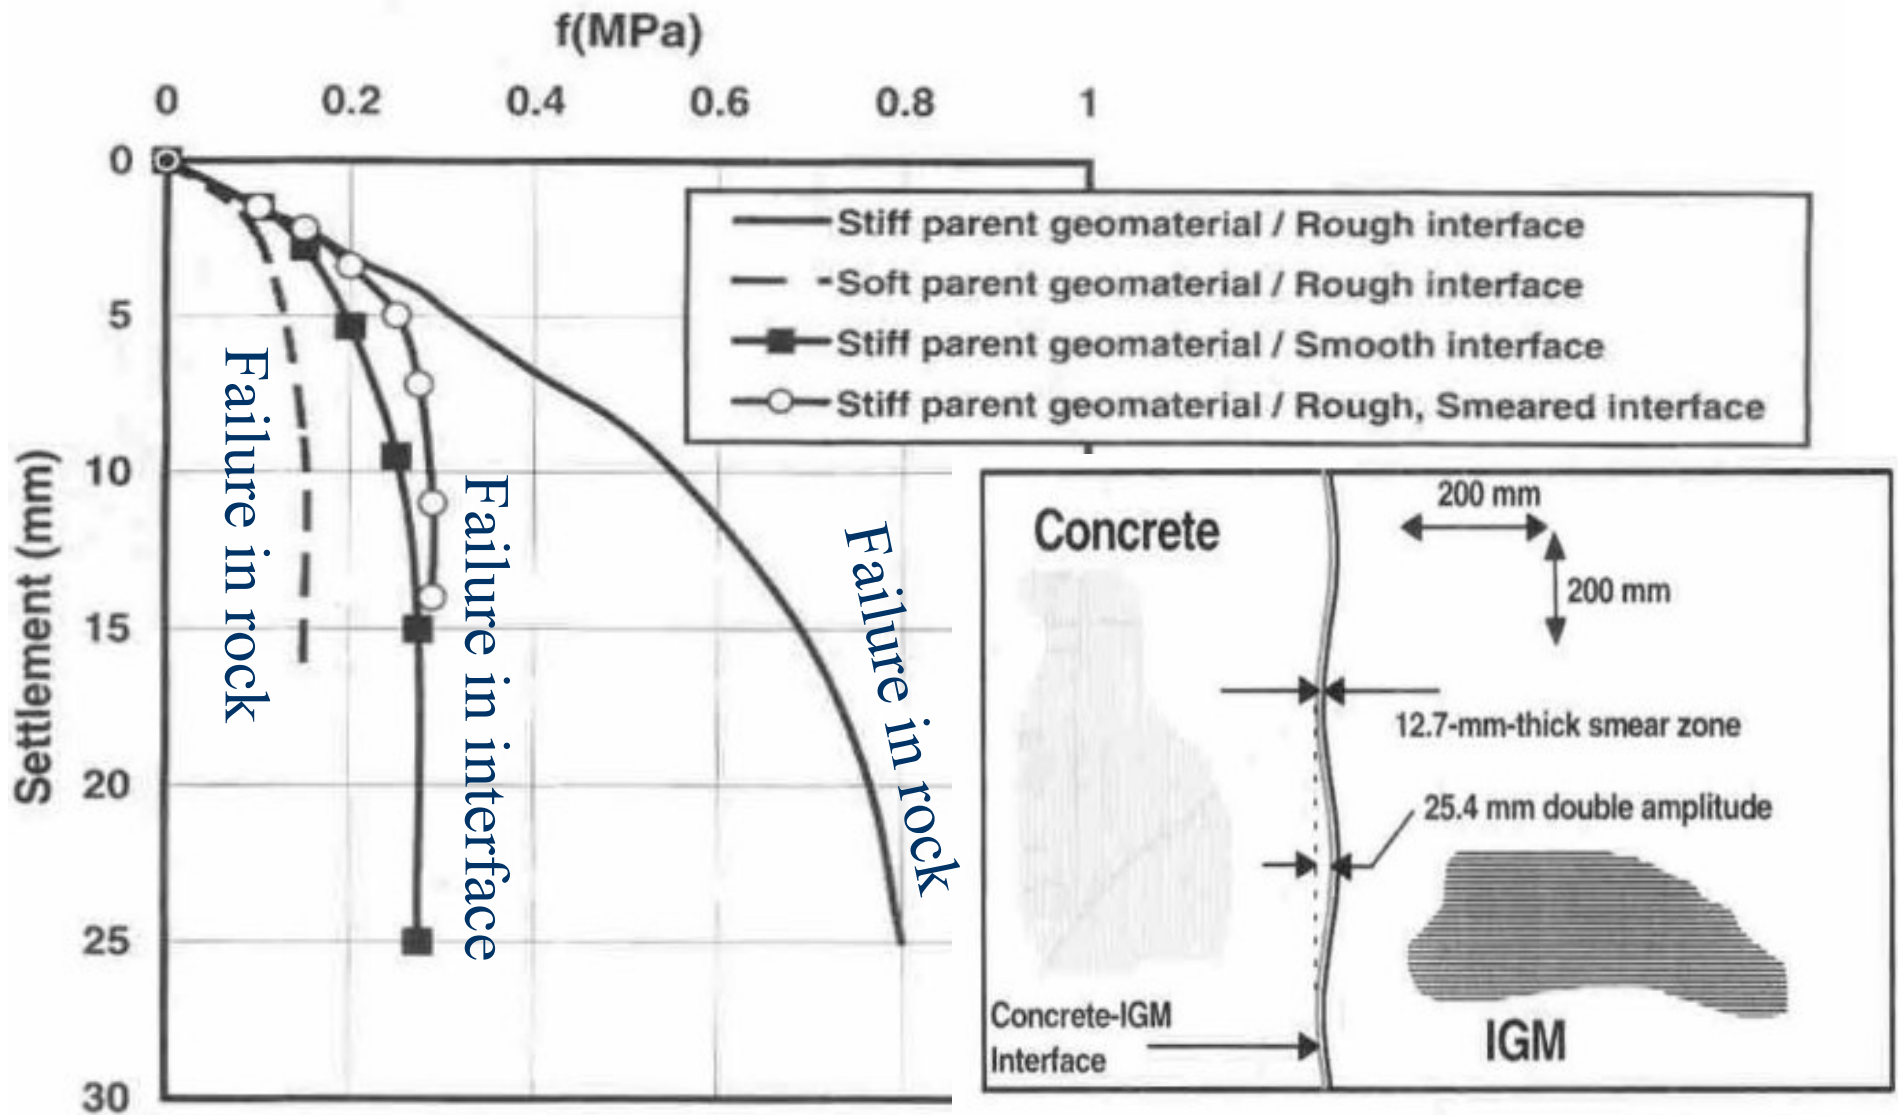 f(MPa)
0 0.2 0.4 0.6 0.8 1
0
5
10
15
20
25
30
Settlement (mm)
Stiff parent geomaterial / Rough interface
Soft parent geomaterial / Rough interface
Stiff parent geomaterial / Smooth interface
Stiff parent geomaterial / Rough, Smeared interface
Failure in rock
Failure in interface
Failure in rock
Concrete
200 mm
200 mm
12.7-mm-thick smear zone
25.4 mm double amplitude
Concrete-IGM
Interface
IGM